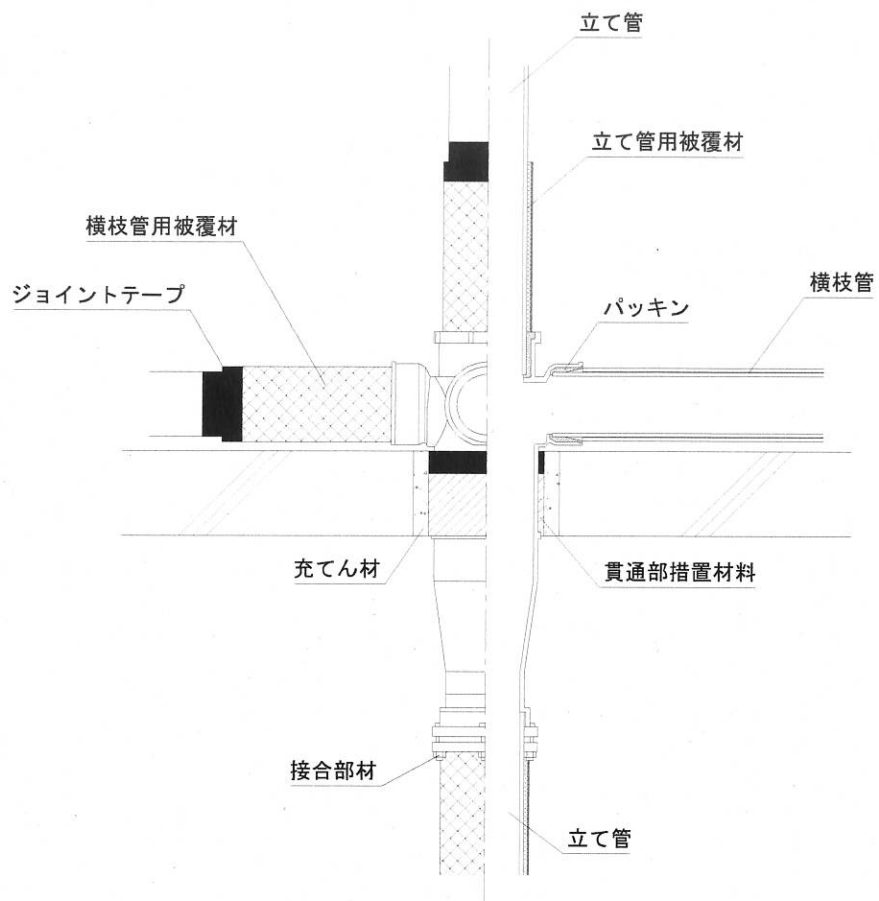 立て管
立て管用被覆材
横枝管用被覆材
ジョイントテープ
パッキン
横枝管
充てん材
貫通部措置材料
接合部材
立て管